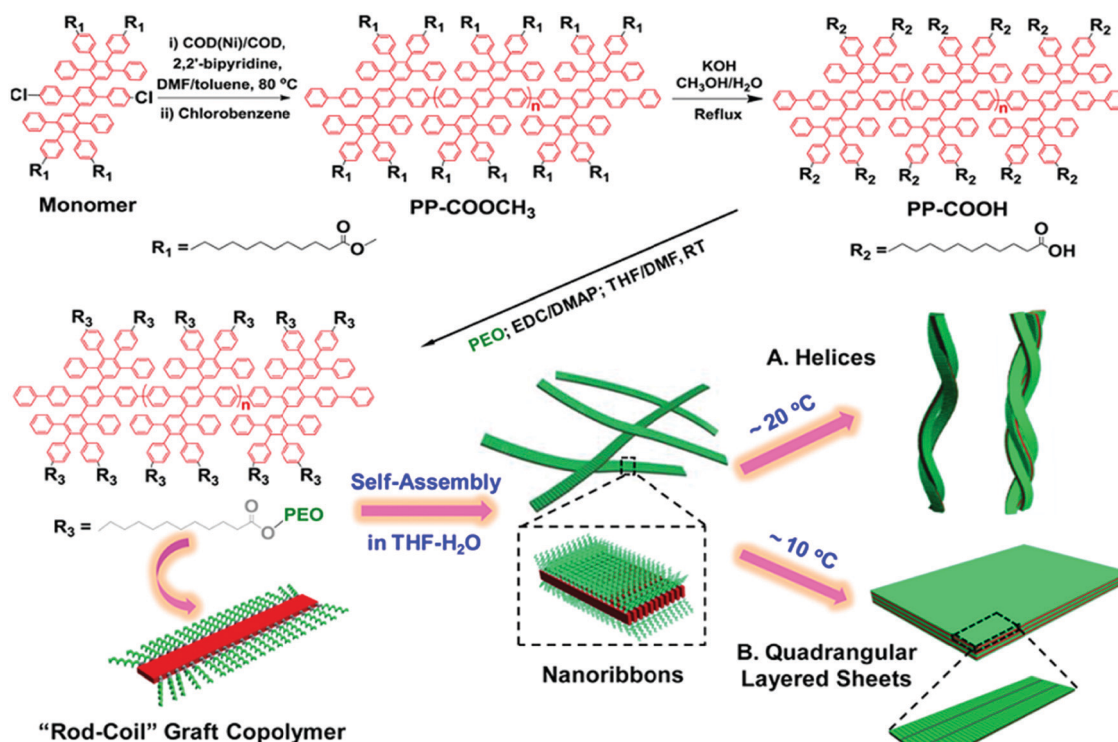 R1 R1
Cl Cl
R1 R1
Monomer
i) COD(Ni)/COD,
2,2'-bipyridine,
DMF/toluene, 80 ºC
ii) Chlorobenzene
R1 R1 R1 R1 R1 R1
n
R1 R1 R1 R1 R1 R1
PP-COOCH3
KOH
CH3OH/H2O
Reflux
R2 R2 R2 R2 R2 R2
n
R2 R2 R2 R2 R2 R2
PP-COOH
R1 = O O
R2 = O OH
PEO; EDC/DMAP; THF/DMF, RT
R3 R3 R3 R3 R3 R3
n
R3 R3 R3 R3 R3 R3
R3 = O O PEO
"Rod-Coil" Graft Copolymer
Self-Assembly
in THF-H2O
Nanoribbons
~ 20 ºC
A. Helices
~ 10 ºC
B. Quadrangular
Layered Sheets